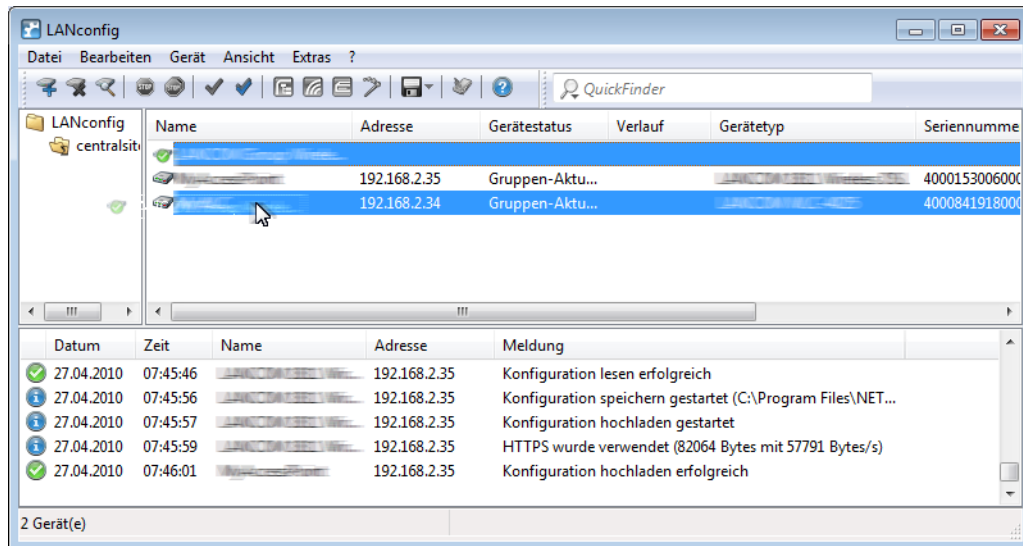 LANconfig
Datei Bearbeiten Gerät Ansicht Extras ?
QuickFinder
LANconfig
centralsite
Name Adresse Gerätestatus Verlauf Gerätetyp Seriennumme
192.168.2.35 Gruppen-Aktu... 4000153006000
192.168.2.34 Gruppen-Aktu... 4000841918000
Datum Zeit Name Adresse Meldung
27.04.2010 07:45:46 192.168.2.35 Konfiguration lesen erfolgreich
27.04.2010 07:45:56 192.168.2.35 Konfiguration speichern gestartet (C:\Program Files\NET...
27.04.2010 07:45:57 192.168.2.35 Konfiguration hochladen gestartet
27.04.2010 07:45:59 192.168.2.35 HTTPS wurde verwendet (82064 Bytes mit 57791 Bytes/s)
27.04.2010 07:46:01 192.168.2.35 Konfiguration hochladen erfolgreich
2 Gerät(e)